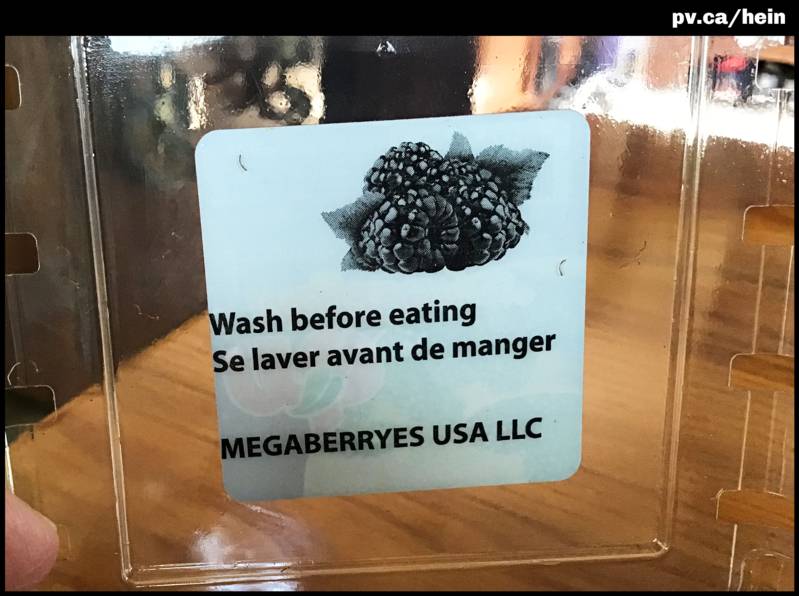 pv.ca/hein
Wash before eating
Se laver avant de manger
MEGABERRYES USA LLC